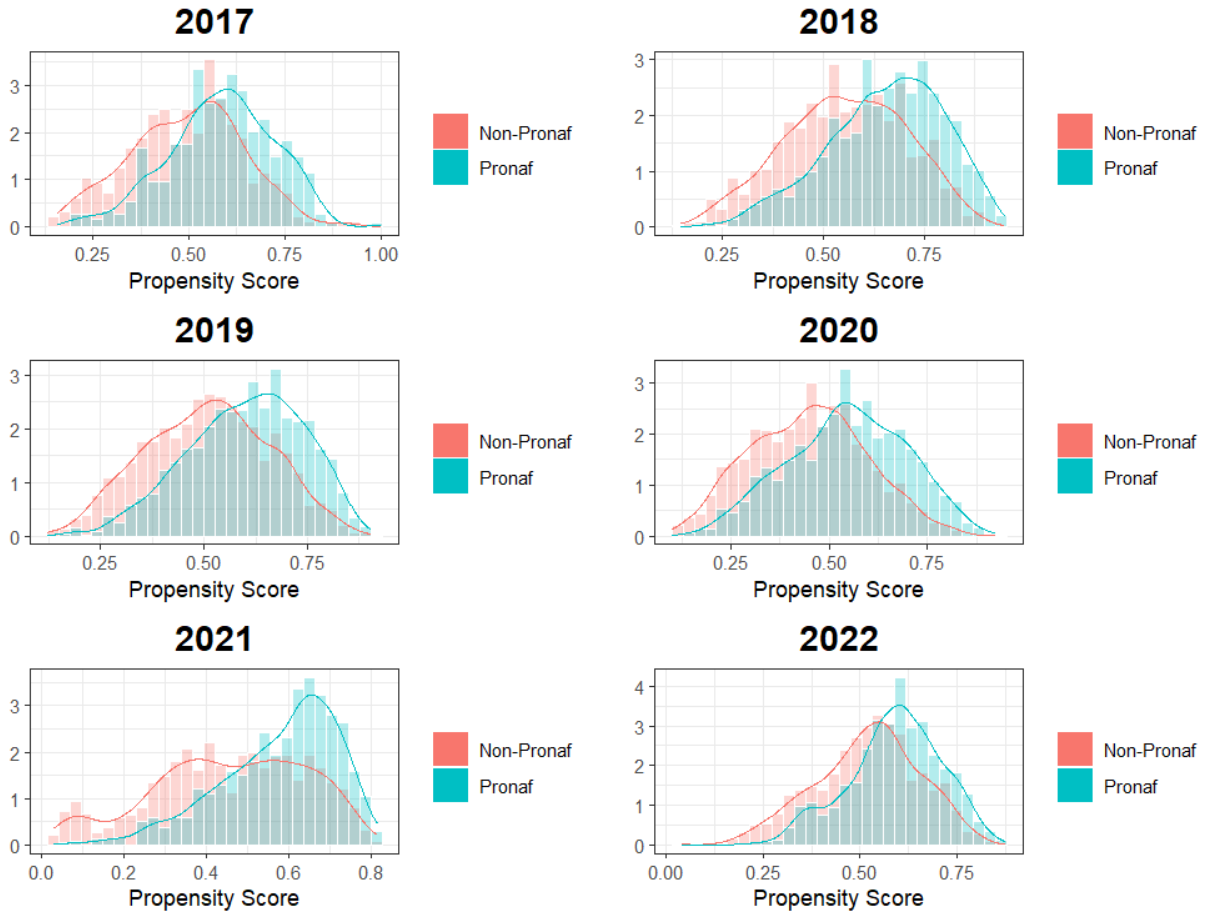 2017 2018
3
2
1
0
0.25 0.50 0.75 1.00
Propensity Score
Non-Pronaf
Pronaf
3
2
1
0
0.25 0.50 0.75
Propensity Score
Non-Pronaf
Pronaf
2019 2020
3
2
1
0
0.25 0.50 0.75
Propensity Score
Non-Pronaf
Pronaf
3
2
1
0
0.25 0.50 0.75
Propensity Score
Non-Pronaf
Pronaf
2021 2022
3
2
1
0
0.0 0.2 0.4 0.6 0.8
Propensity Score
Non-Pronaf
Pronaf
4
3
2
1
0
0.00 0.25 0.50 0.75
Propensity Score
Non-Pronaf
Pronaf